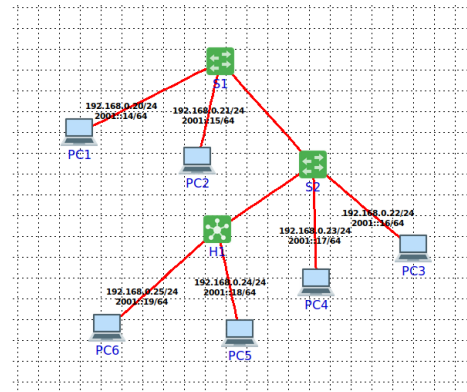 S1
192.168.0.20/24
2001::14/64
192.168.0.21/24
2001::15/64
PC1
PC2
S2
192.168.0.22/24
2001::16/64
192.168.0.23/24
2001::17/64
H1
PC3
192.168.0.24/24
2001::18/64
192.168.0.25/24
2001::19/64
PC4
PC6
PC5